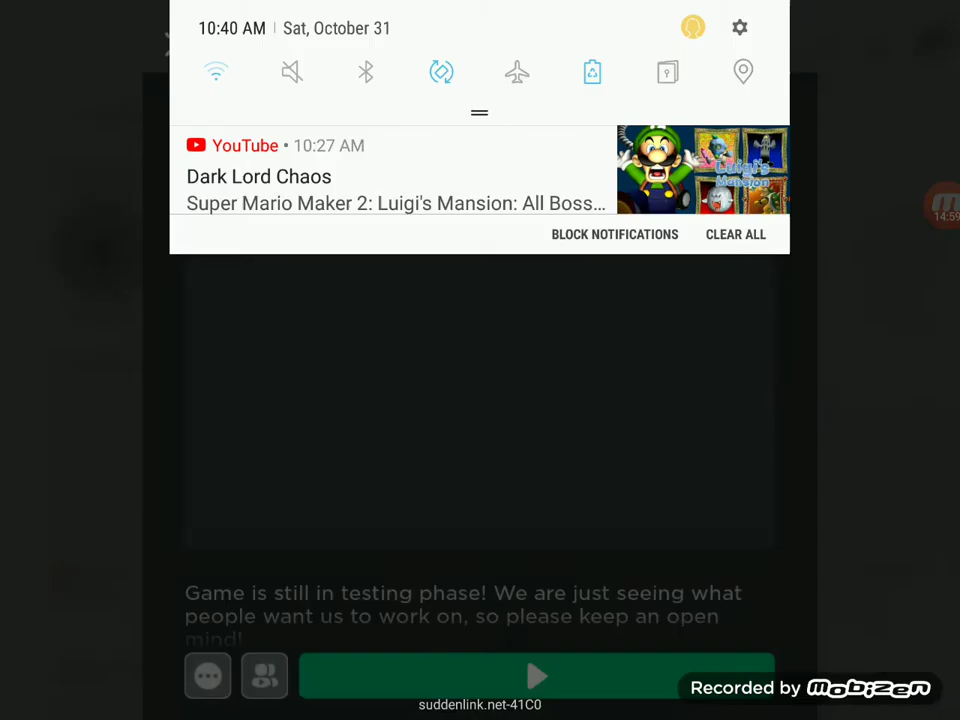 10:40 AM Sat, October 31
YouTube • 10:27 AM
Dark Lord Chaos
Super Mario Maker 2: Luigi's Mansion: All Boss...
Luigi's
Mansion
BLOCK NOTIFICATIONS CLEAR ALL
14:59
Game is still in testing phase! We are just seeing what
people want us to work on, so please keep an open
mind!
Recorded by MOBIZEN
suddenlink.net-41C0